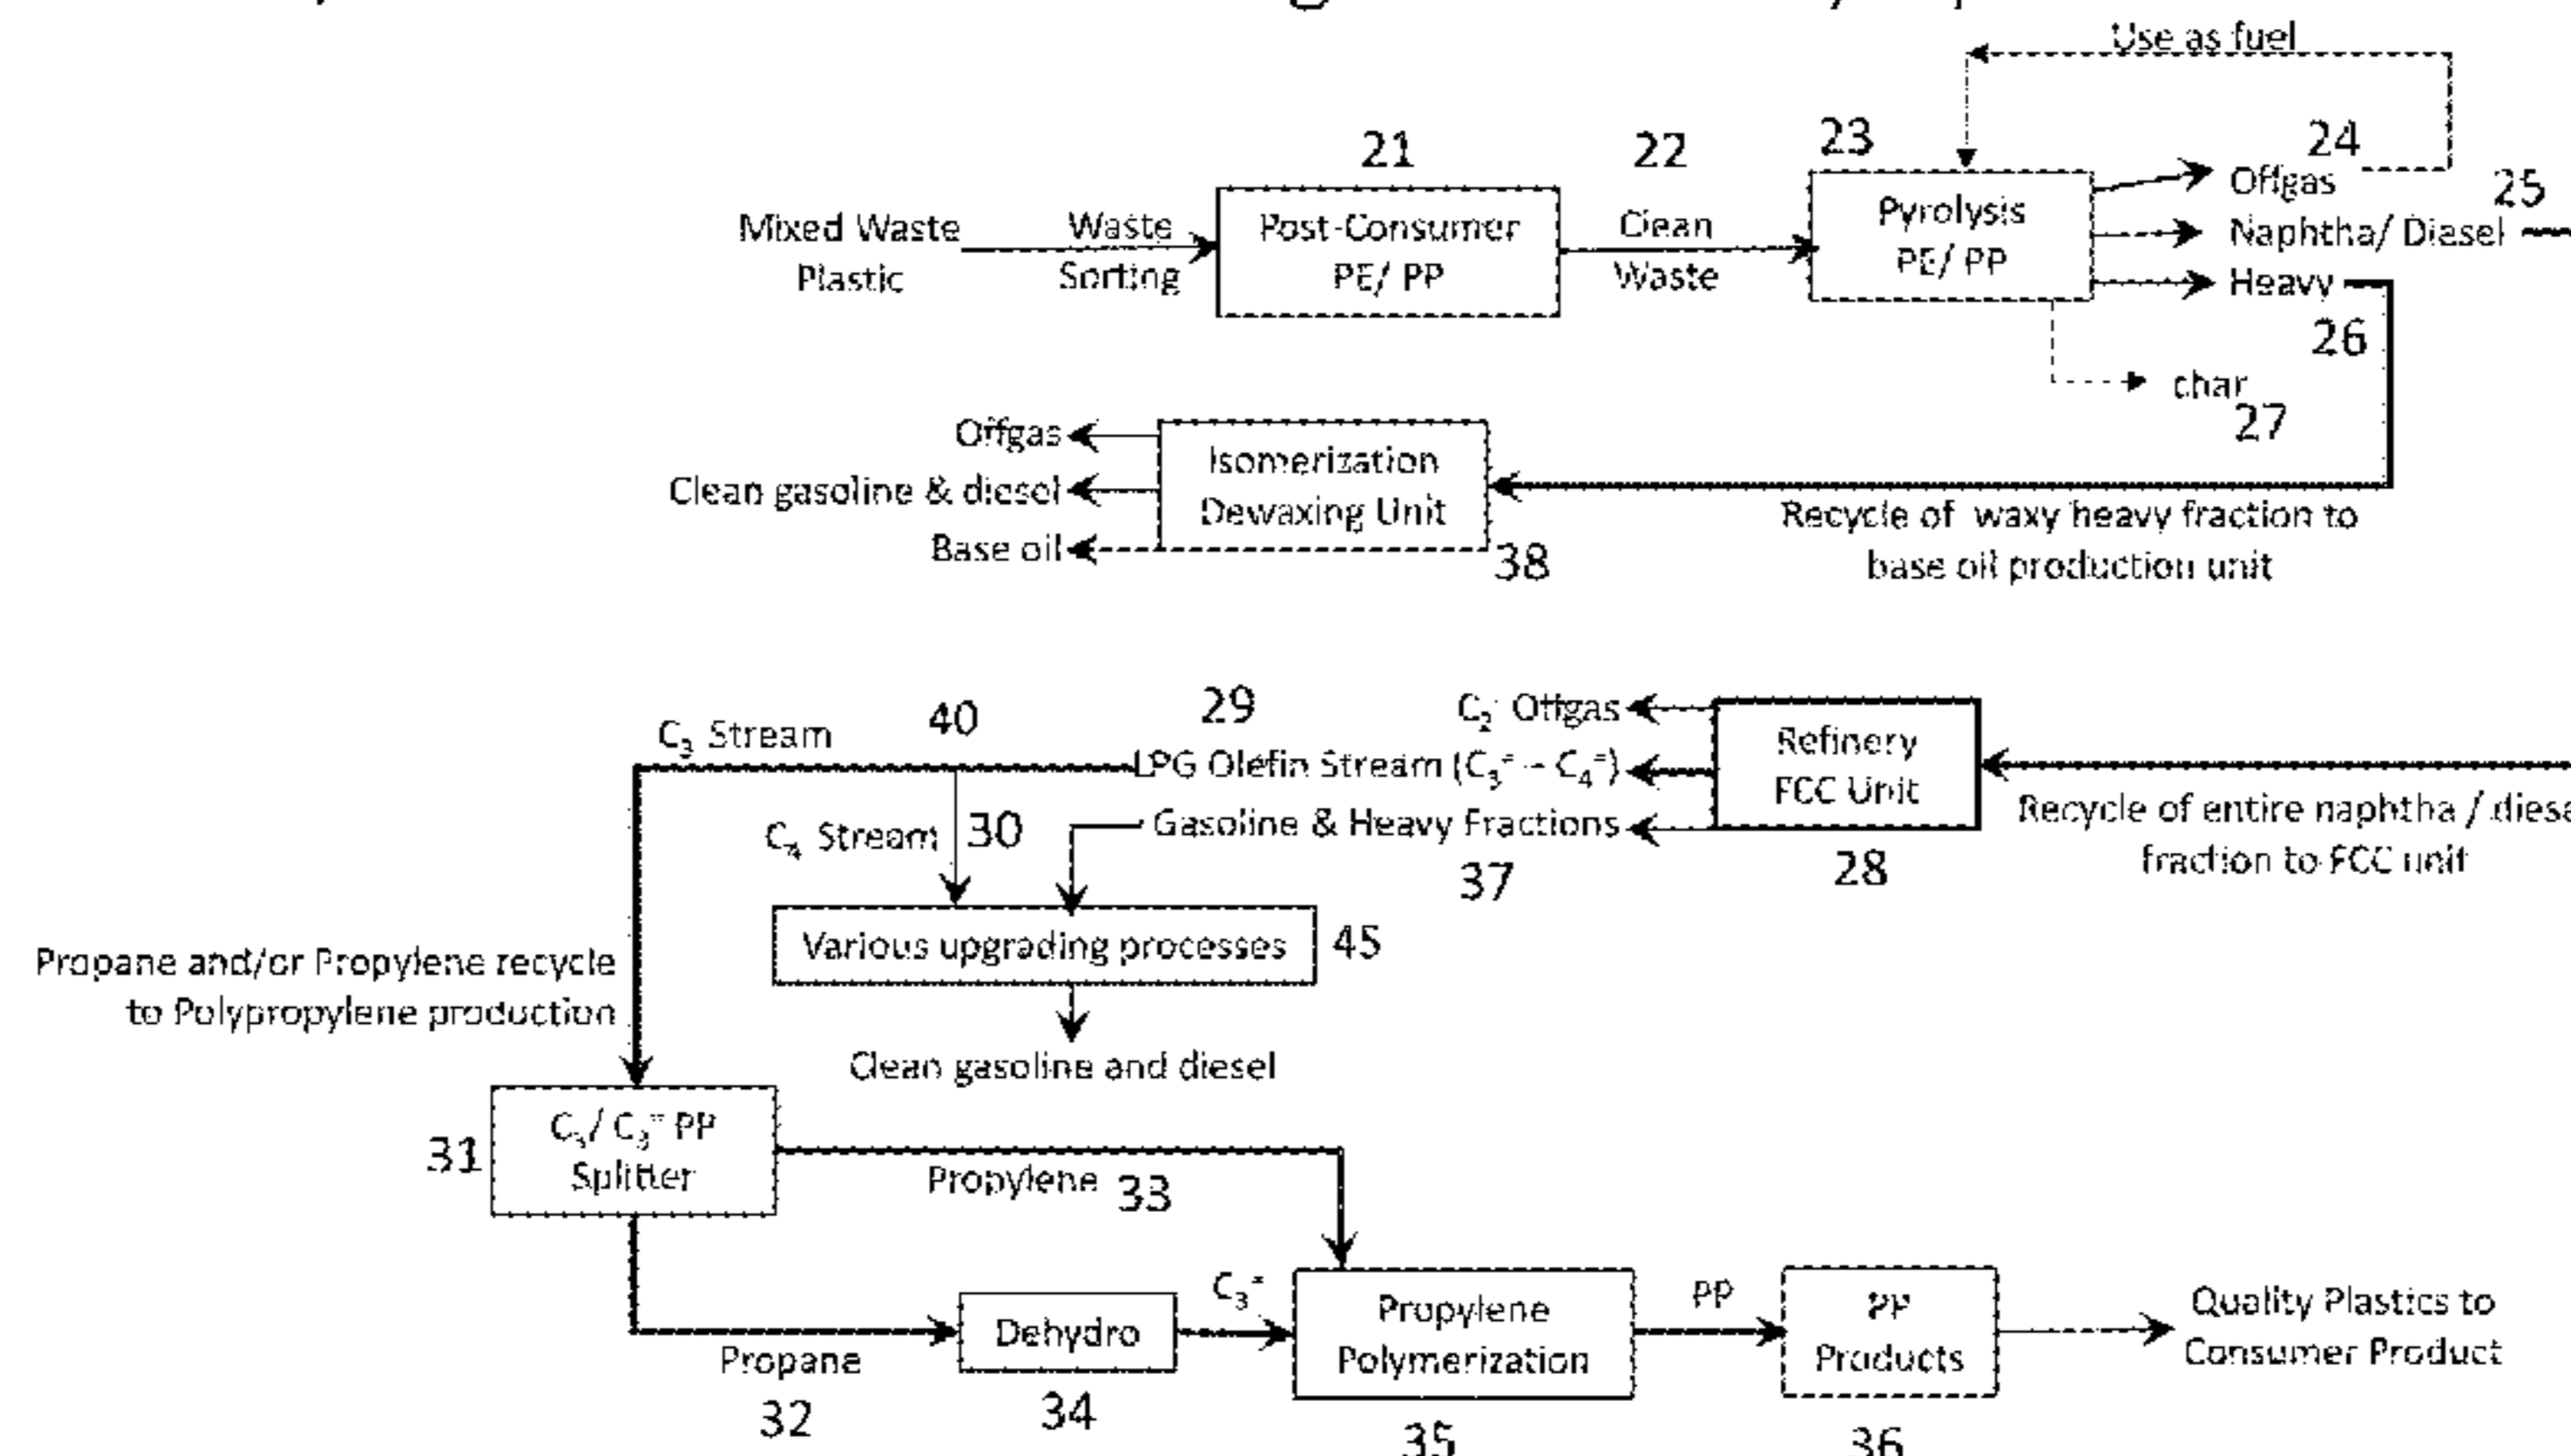 Use as fuel
21
22
23
24
25
Mixed Waste
Plastic
Waste
Sorting
Post-Consumer
PE/ PP
Clean
Waste
Pyrolysis
PE/ PP
Offgas
Naphtha/ Diesel
Heavy
26
char
27
Offgas
Clean gasoline & diesel
Base oil
Isomerization
Dewaxing Unit
38
Recycle of waxy heavy fraction to
base oil production unit
C₃ Stream
40
29
C₂⁻ Offgas
LPG Olefin Stream (C₃⁼ – C₄⁼)
Gasoline & Heavy Fractions
37
Refinery
FCC Unit
28
Recycle of entire naphtha / diese
fraction to FCC unit
C₄ Stream
30
Various upgrading processes
45
Clean gasoline and diesel
Propane and/or Propylene recycle
to Polypropylene production
31
C₃/ C₃⁼ PP
Splitter
Propylene
33
Propane
32
Dehydro
34
C₃⁼
Propylene
Polymerization
35
PP
PP
Products
36
Quality Plastics to
Consumer Product